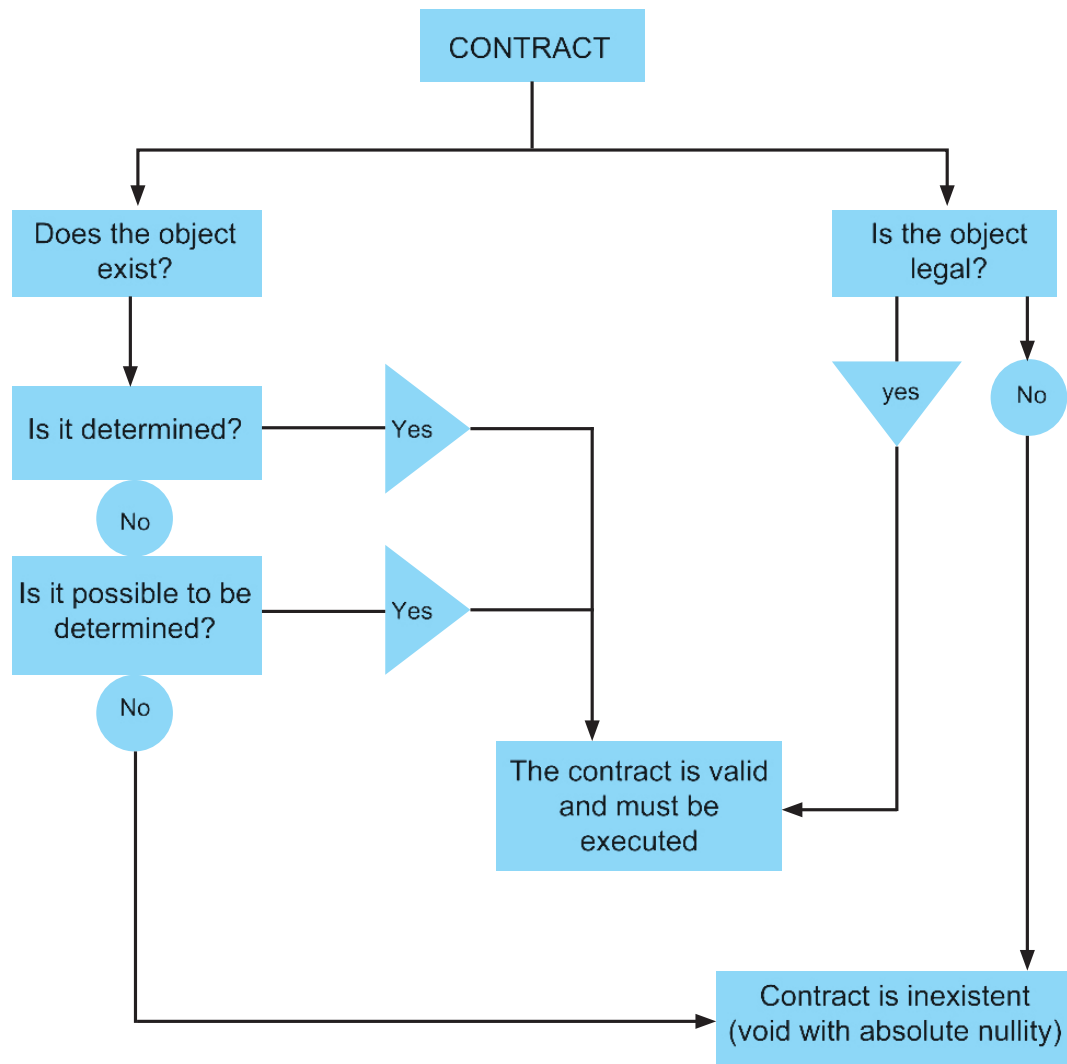 CONTRACT
Does the object
exist?
Is the object
legal?
Is it determined?
Yes
yes
No
No
Is it possible to be
determined?
Yes
No
The contract is valid
and must be
executed
Contract is inexistent
(void with absolute nullity)